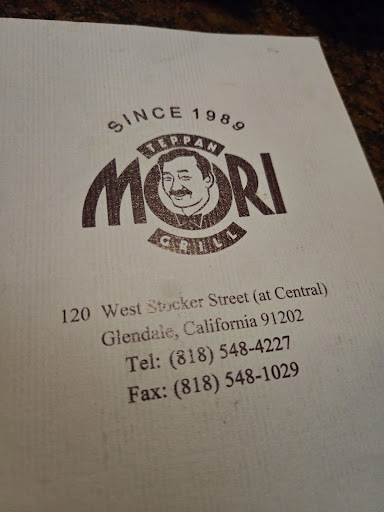 SINCE 1989
TEPPAN
MORI
GRILL
120 West Stocker Street (at Central)
Glendale, California 91202
Tel: (818) 548-4227
Fax: (818) 548-1029